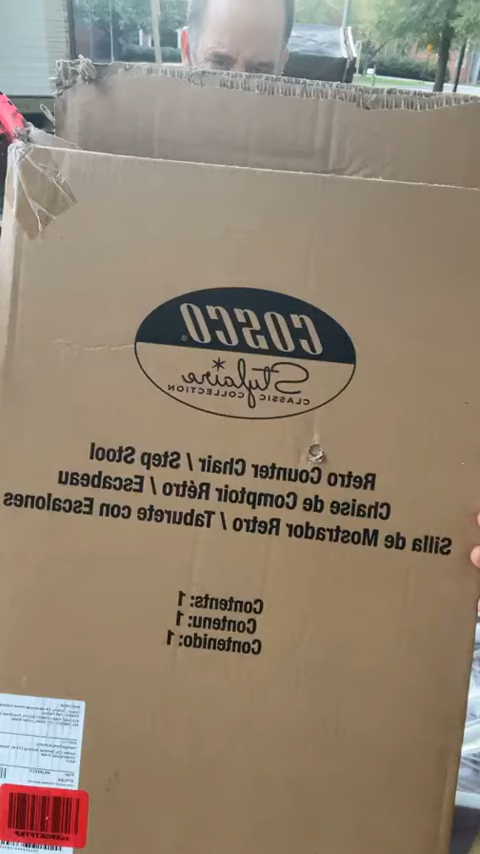 COSCO®
Stylaire
CLASSIC COLLECTION
Retro Counter Chair / Step Stool
Chaise de Comptoir Rétro / Escabeau
Silla de Mostrador Retro / Taburete con Escalones
Contents: 1
Contenu: 1
Contenido: 1